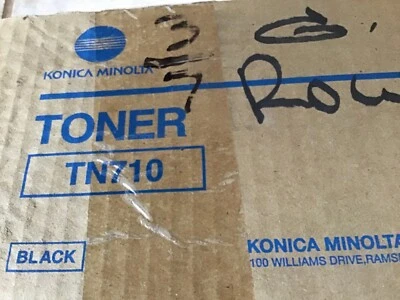 KONICA MINOLTA
TONER
TN710
BLACK
KONICA MINOLTA
100 WILLIAMS DRIVE, RAMS